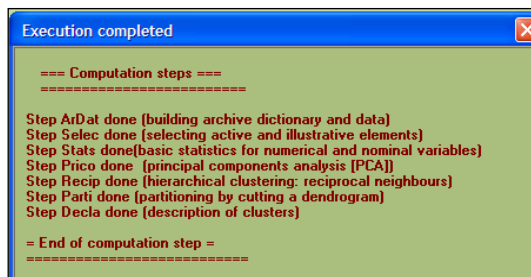 Execution completed
=== Computation steps ===
=========================
Step ArDat done (building archive dictionary and data)
Step Selec done (selecting active and illustrative elements)
Step Stats done(basic statistics for numerical and nominal variables)
Step Prico done (principal components analysis [PCA])
Step Recip done (hierarchical clustering: reciprocal neighbours)
Step Parti done (partitioning by cutting a dendrogram)
Step Decla done (description of clusters)
= End of computation step =
===========================